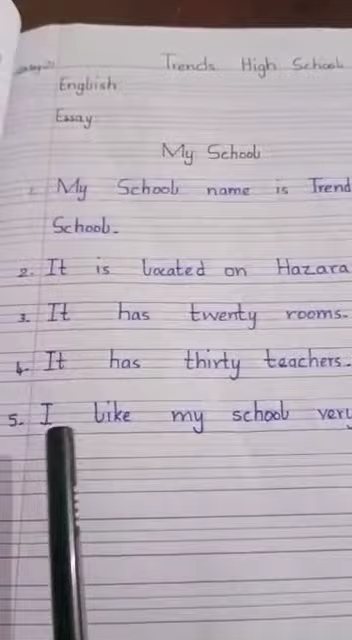 Trends High School
English
Essay
My School
1. My School name is Trend
School.
2. It is located on Hazara
3. It has twenty rooms.
4. It has thirty teachers.
5. I like my school very